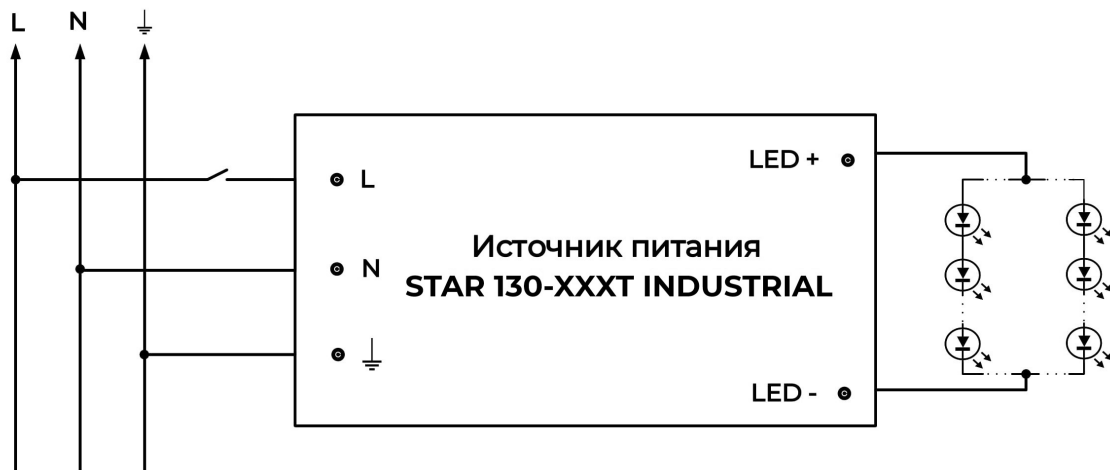 L N ⏚
L
LED +
Источник питания
N
STAR 130-XXXT INDUSTRIAL
⏚
LED -